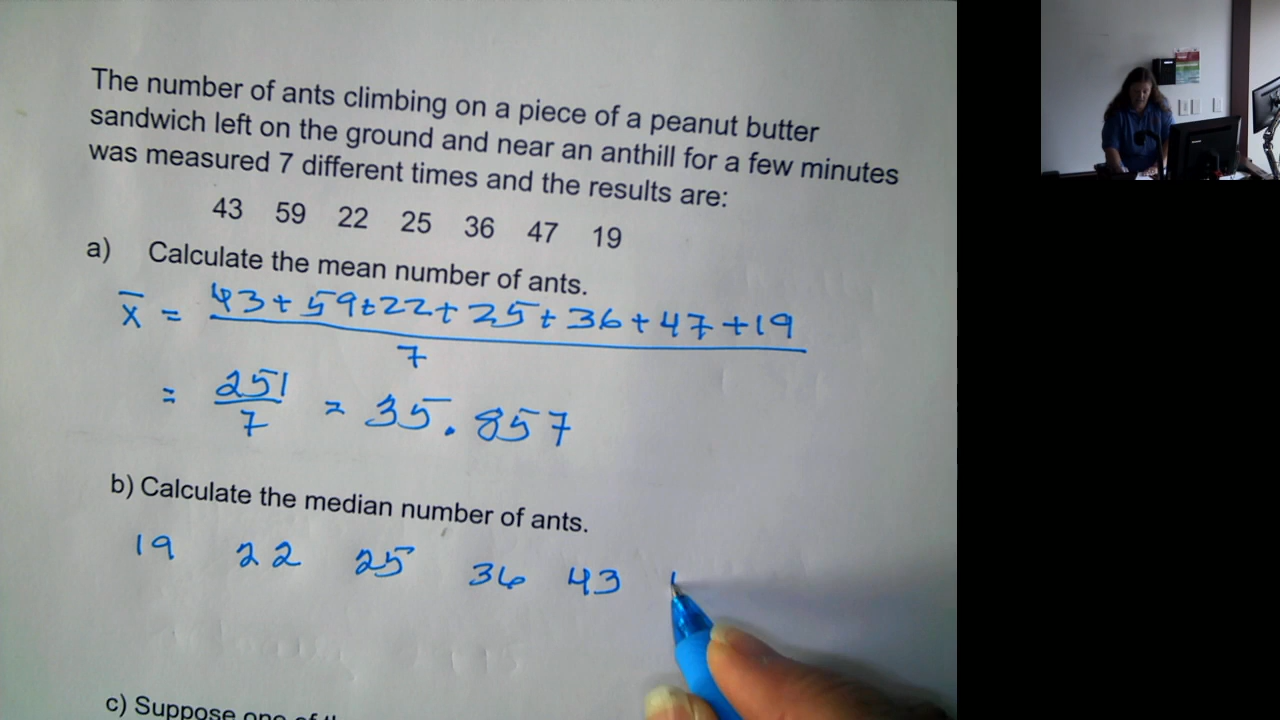 The number of ants climbing on a piece of a peanut butter
sandwich left on the ground and near an anthill for a few minutes
was measured 7 different times and the results are:
43 59 22 25 36 47 19
a) Calculate the mean number of ants.
x̄ = 43+59+22+25+36+47+19
7
= 251/7 = 35.857
b) Calculate the median number of ants.
19 22 25 36 43
c) Suppose one of